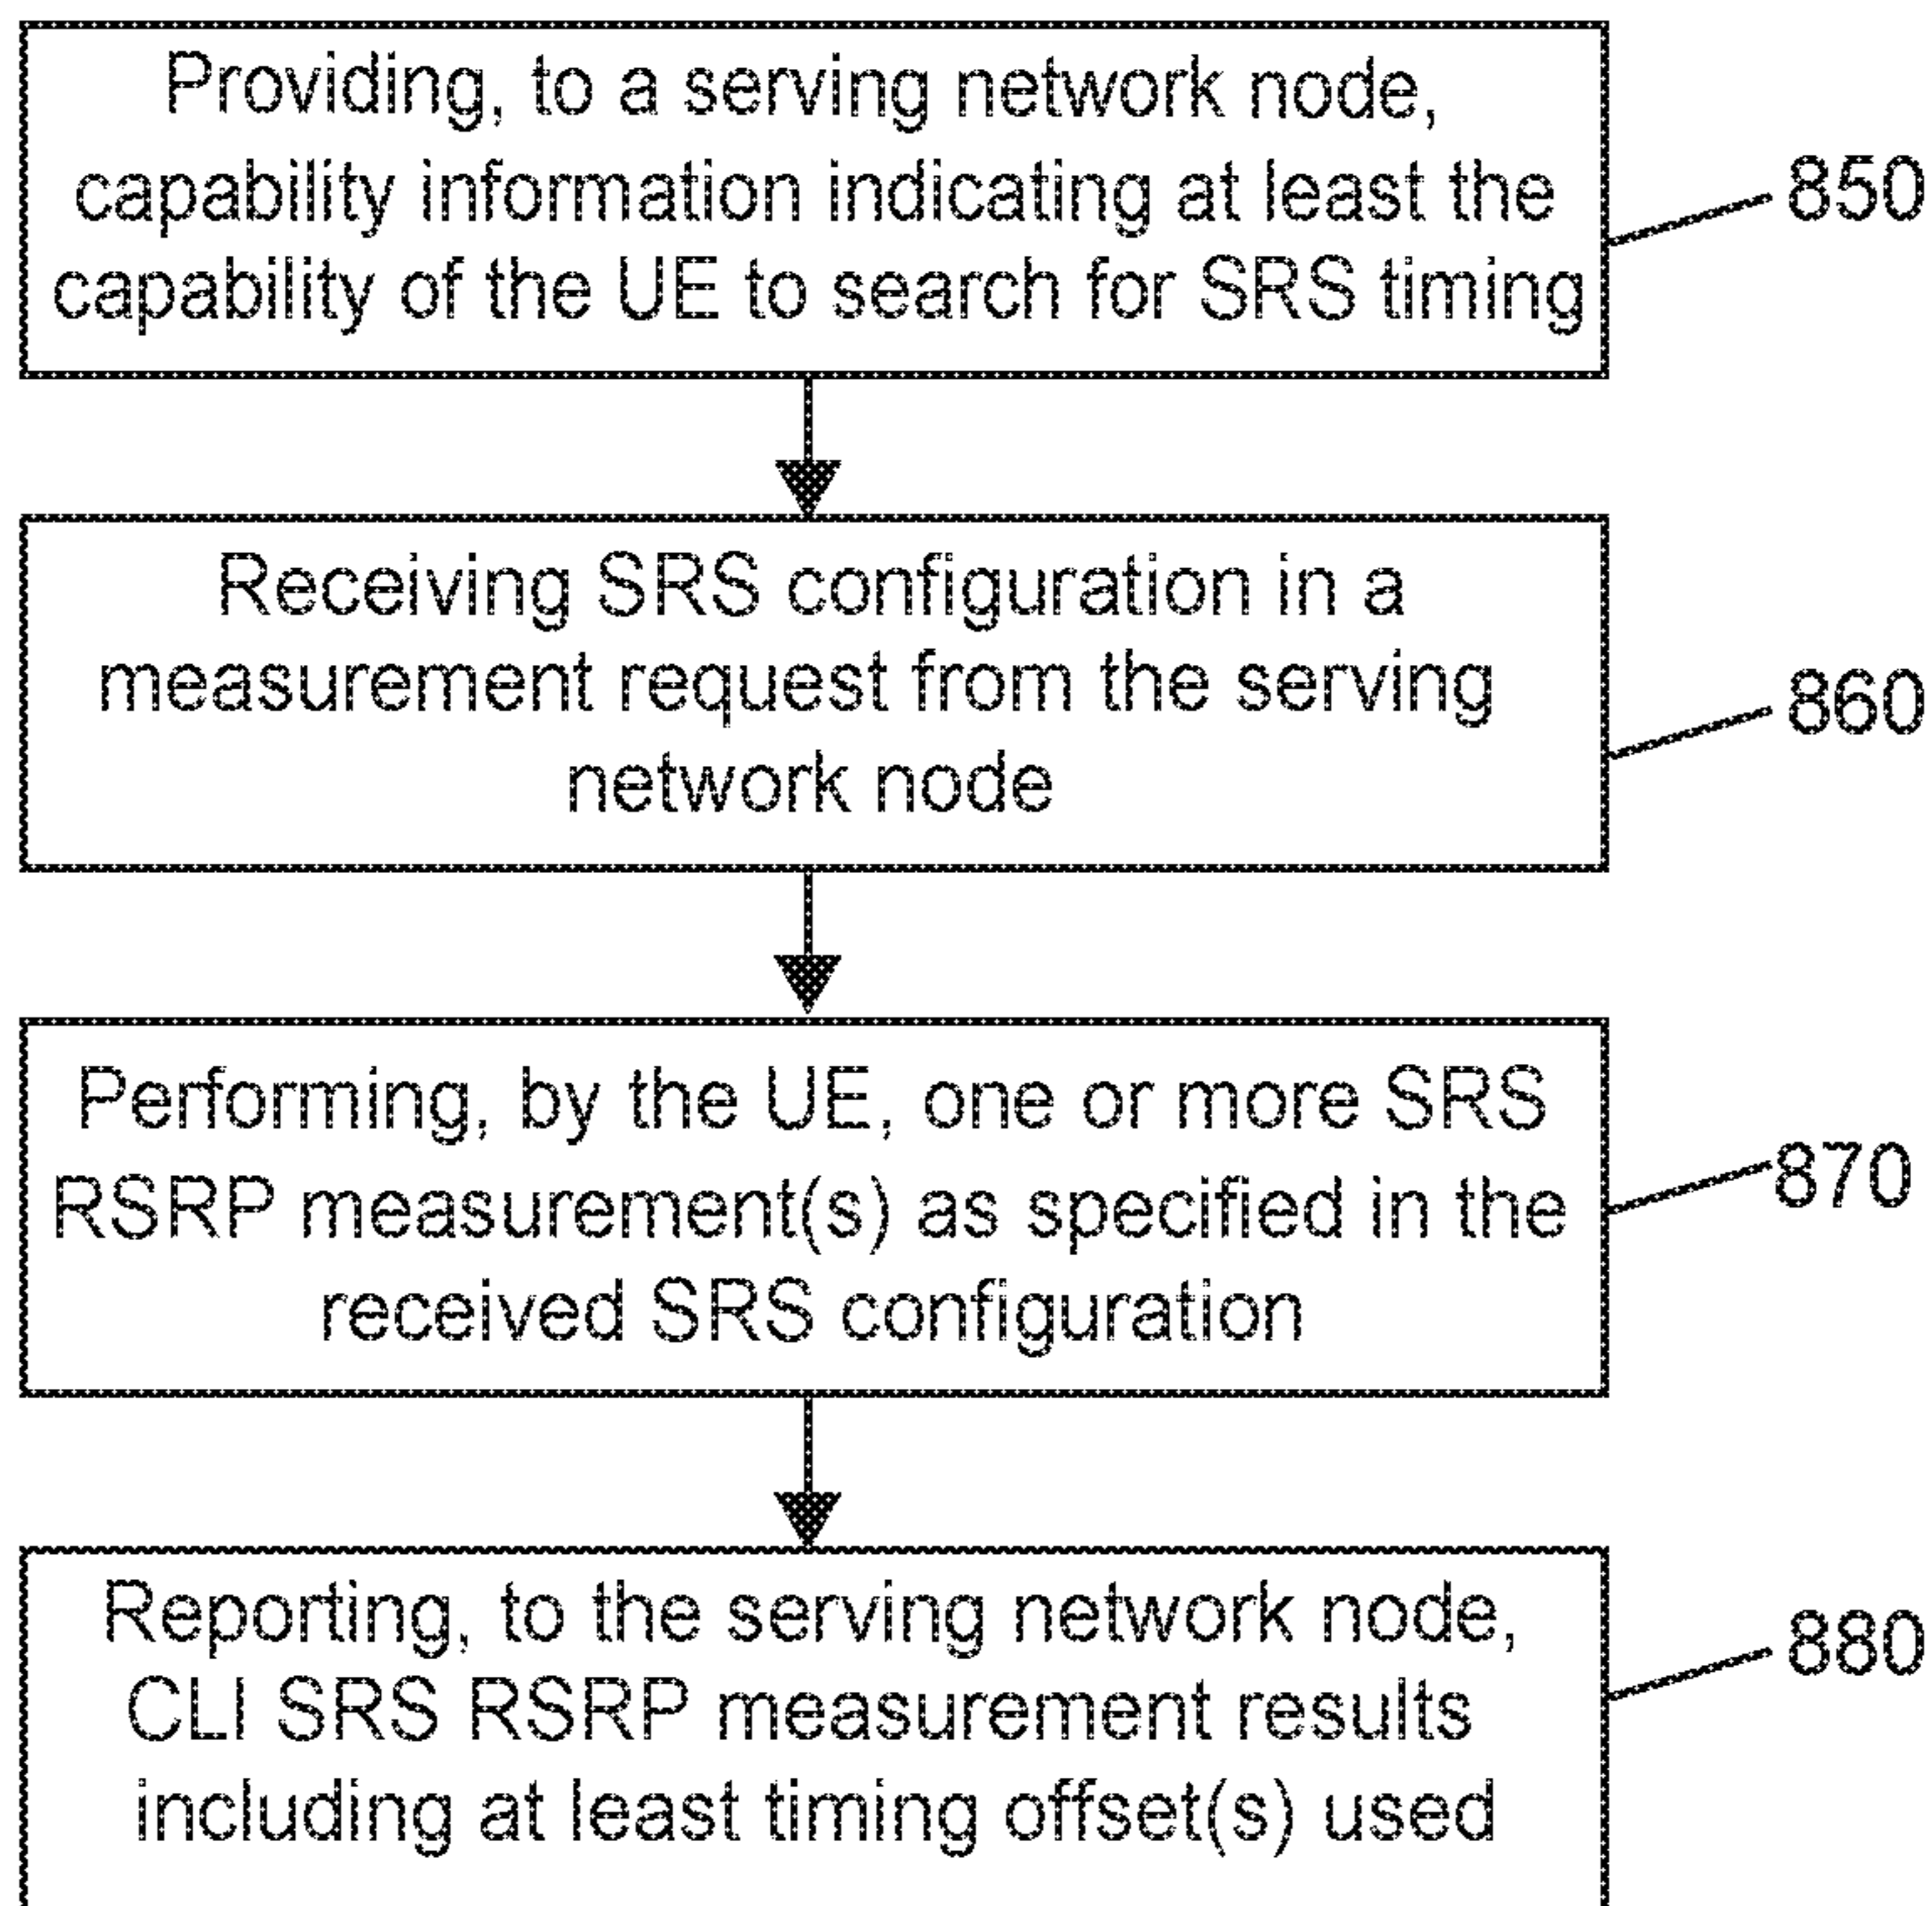 Providing, to a serving network node,
capability information indicating at least the
capability of the UE to search for SRS timing
850
Receiving SRS configuration in a
measurement request from the serving
network node
860
Performing, by the UE, one or more SRS
RSRP measurement(s) as specified in the
received SRS configuration
870
Reporting, to the serving network node,
CLI SRS RSRP measurement results
including at least timing offset(s) used
880